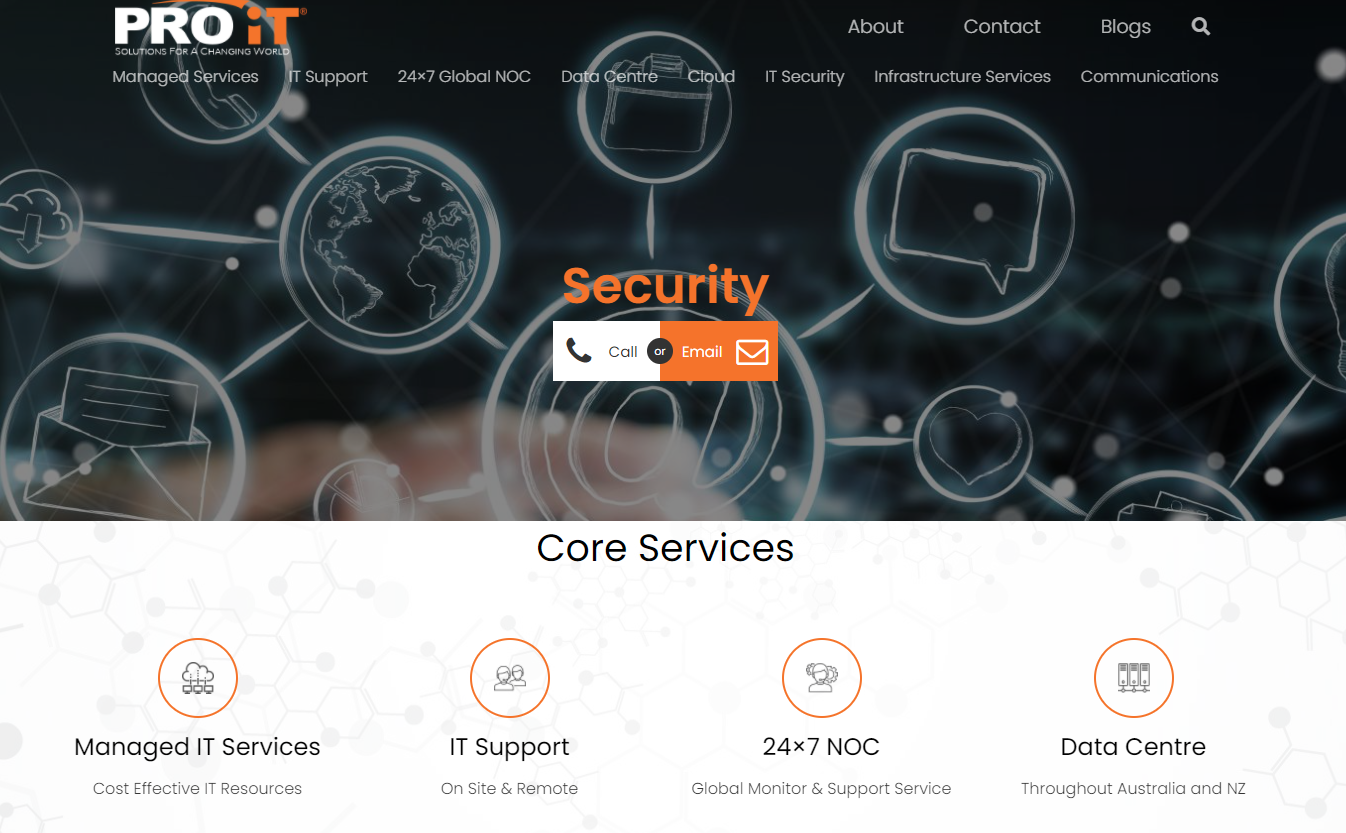 PRO iT®
SOLUTIONS FOR A CHANGING WORLD
About Contact Blogs
Managed Services IT Support 24×7 Global NOC Data Centre Cloud IT Security Infrastructure Services Communications
Security
Call or Email
Core Services
Managed IT Services IT Support 24×7 NOC Data Centre
Cost Effective IT Resources On Site & Remote Global Monitor & Support Service Throughout Australia and NZ